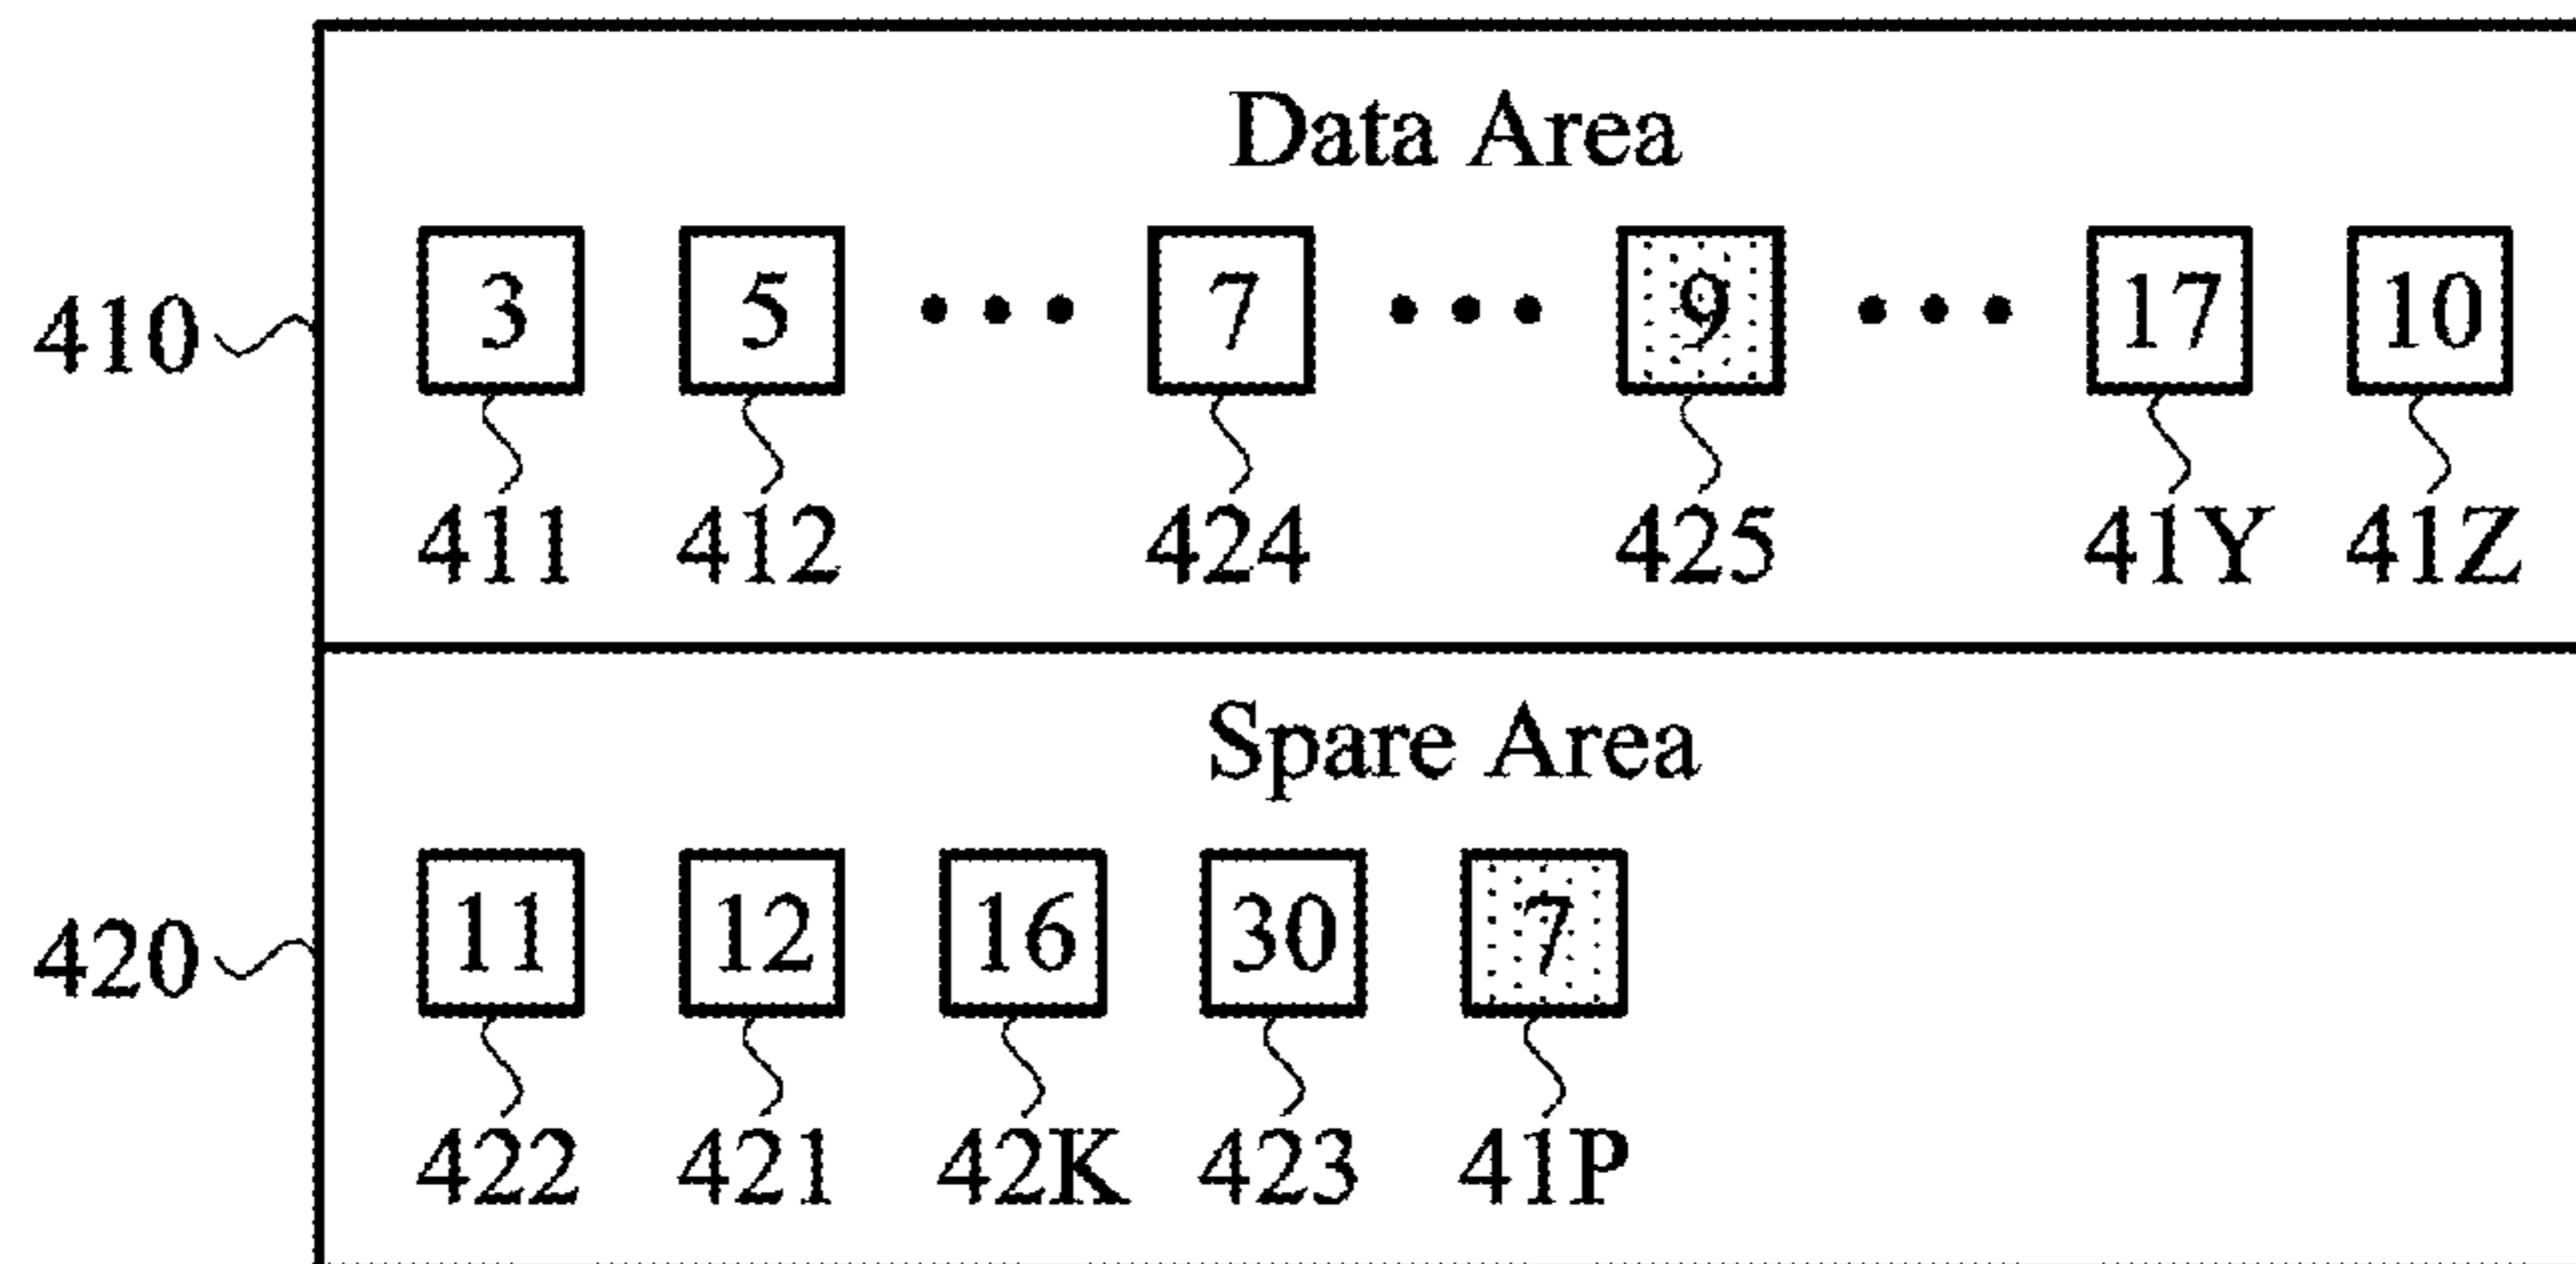 Data Area
410 3 5 ••• 7 ••• 9 ••• 17 10
411 412 424 425 41Y 41Z
Spare Area
420 11 12 16 30 7
422 421 42K 423 41P